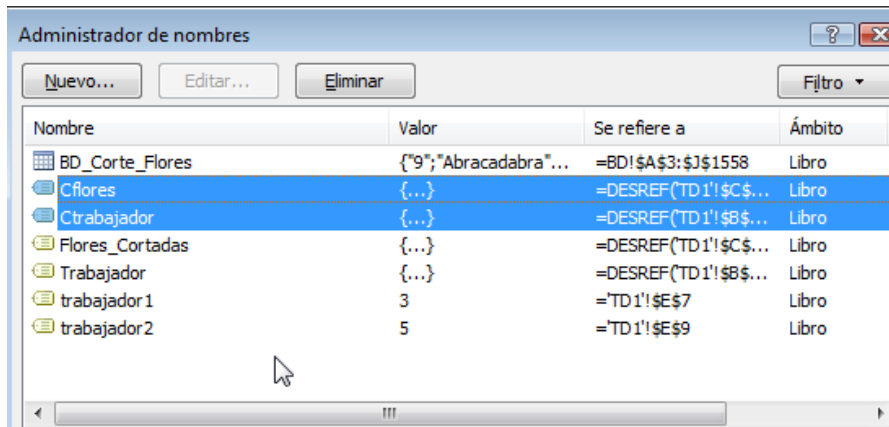 Administrador de nombres
Nuevo... Editar... Eliminar Filtro
Nombre Valor Se refiere a Ámbito
BD_Corte_Flores {"9";"Abracadabra"... =BD!$A$3:$J$1558 Libro
Cflores {...} =DESREF('TD1'!$C$... Libro
Ctrabajador {...} =DESREF('TD1'!$B$... Libro
Flores_Cortadas {...} =DESREF('TD1'!$C$... Libro
Trabajador {...} =DESREF('TD1'!$B$... Libro
trabajador1 3 ='TD1'!$E$7 Libro
trabajador2 5 ='TD1'!$E$9 Libro